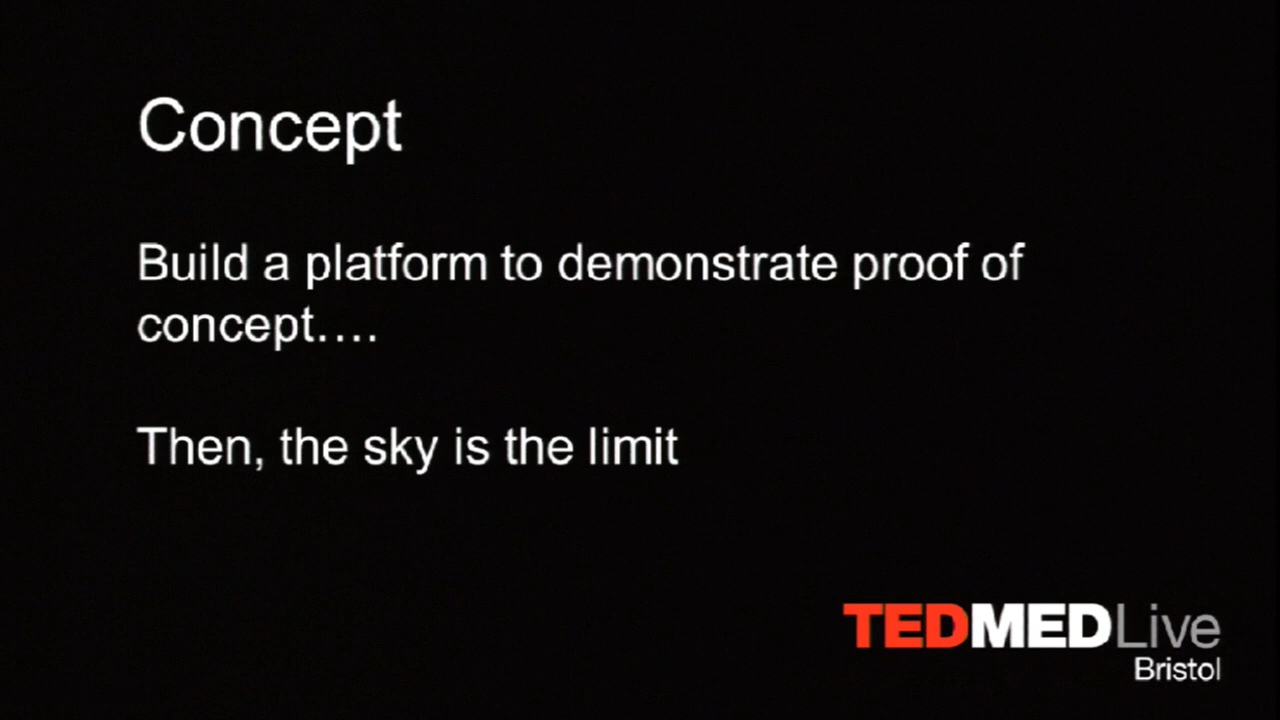 Concept
Build a platform to demonstrate proof of
concept….
Then, the sky is the limit
TEDMEDLive
Bristol